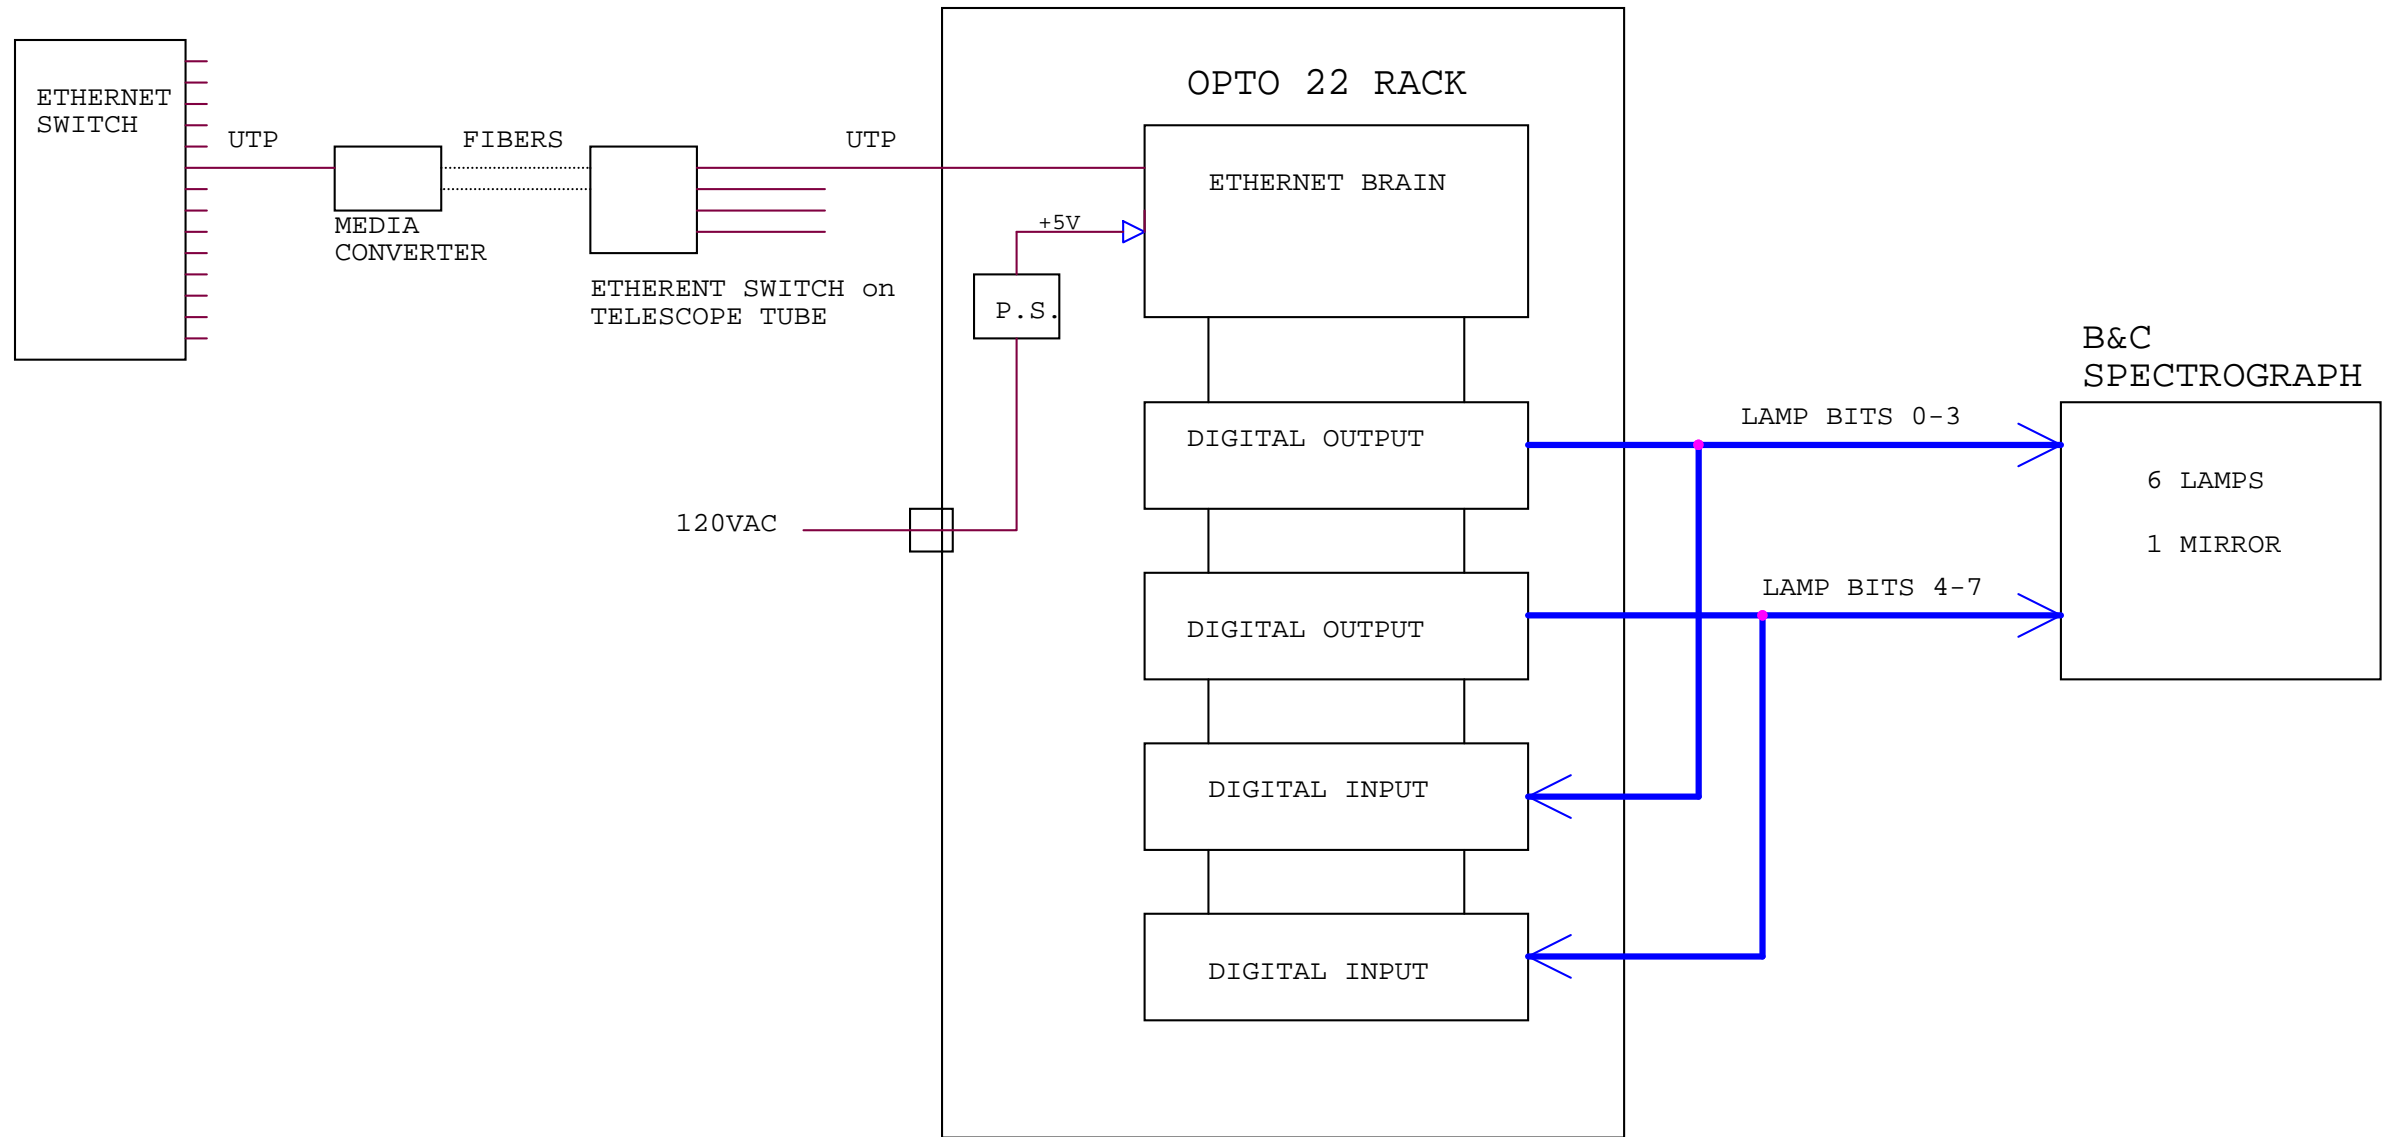 OPTO 22 RACK
ETHERNET
SWITCH
UTP
FIBERS
UTP
MEDIA
CONVERTER
ETHERENT SWITCH on
TELESCOPE TUBE
ETHERNET BRAIN
+5V
P.S.
120VAC
DIGITAL OUTPUT
DIGITAL OUTPUT
DIGITAL INPUT
DIGITAL INPUT
LAMP BITS 0-3
LAMP BITS 4-7
B&C
SPECTROGRAPH
6 LAMPS
1 MIRROR